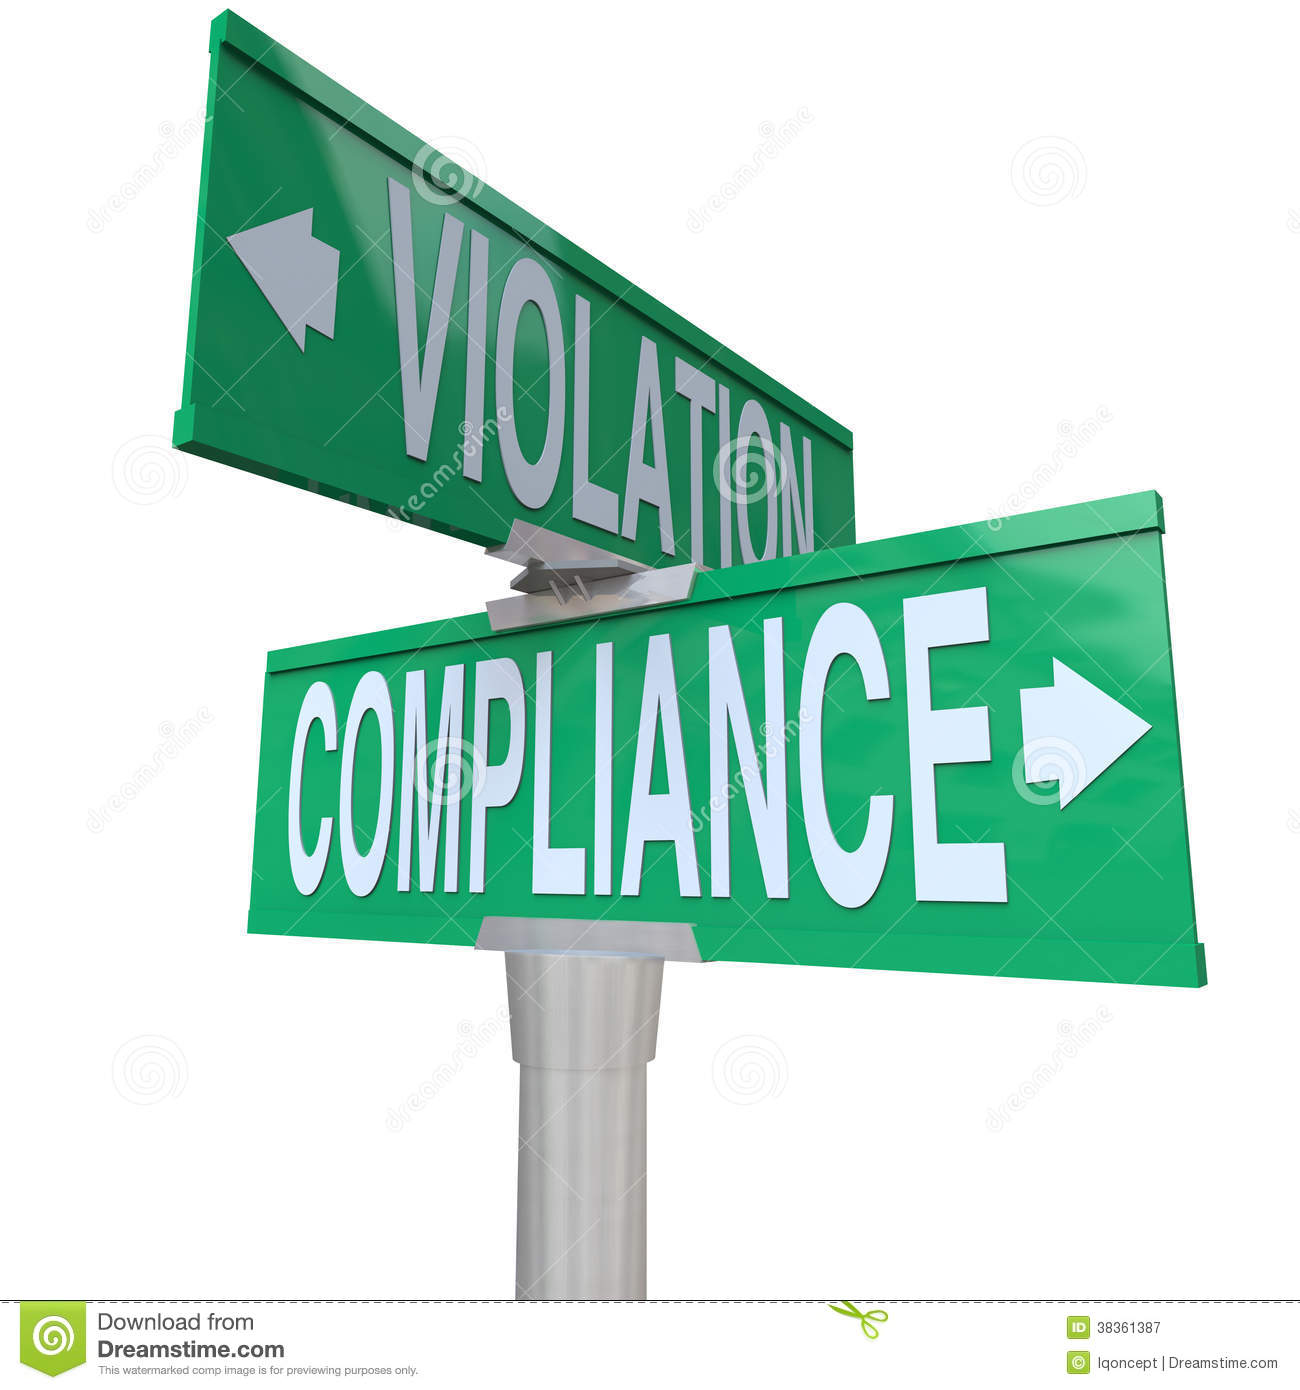 VIOLATION
COMPLIANCE
dreamstime
Download from
Dreamstime.com
This watermarked comp image is for previewing purposes only.
ID 38361387
© Iqoncept | Dreamstime.com